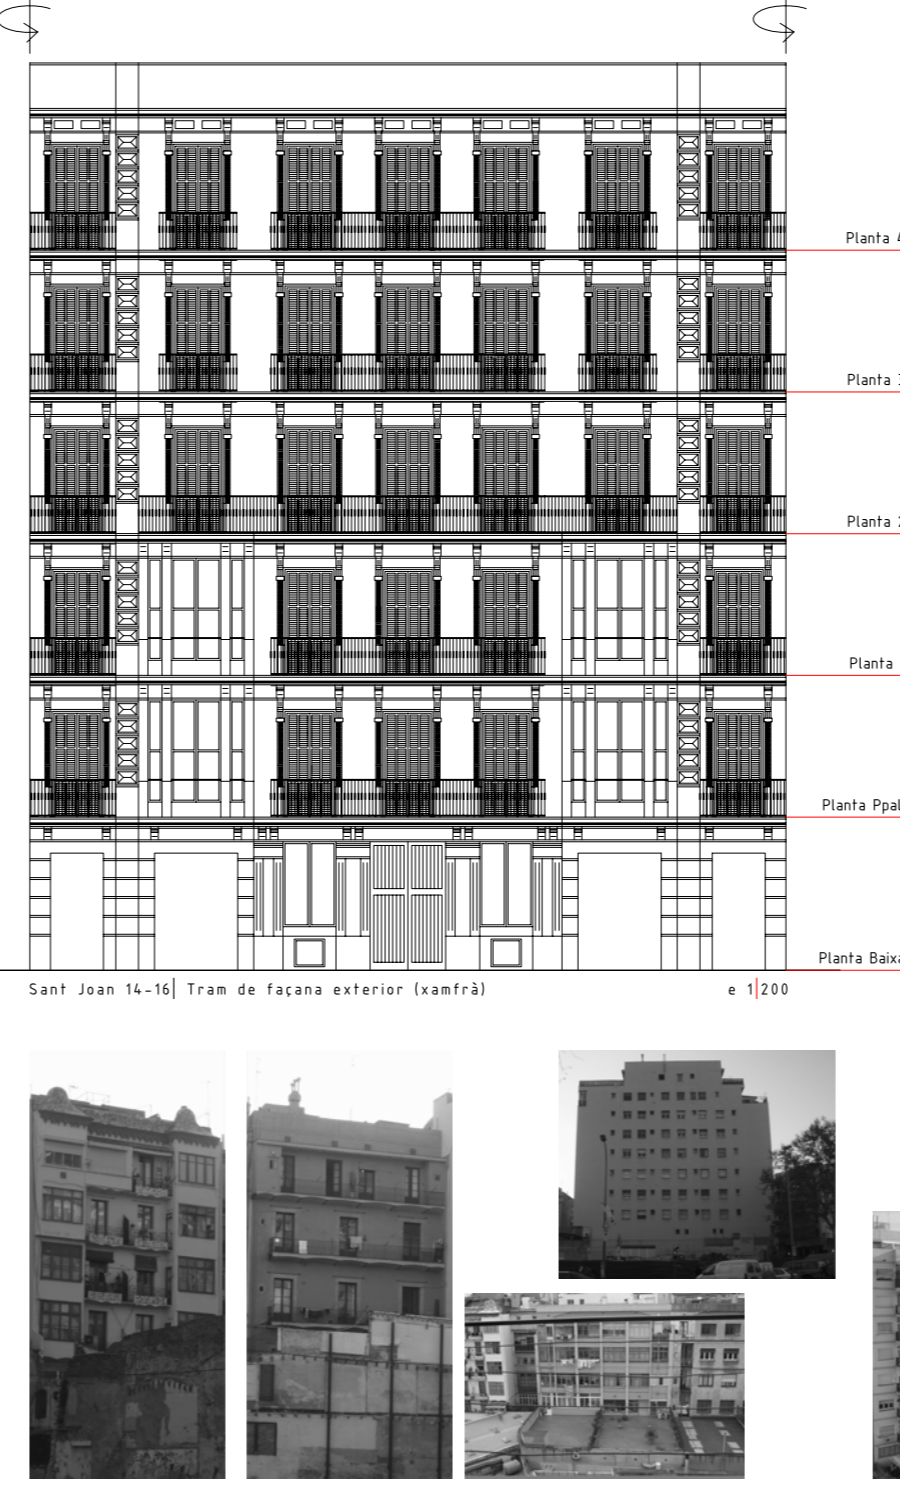 Planta
Planta
Planta
Planta
Planta Ppal
Planta Baixa
Sant Joan 14-16| Tram de façana exterior (xamfrà)
e 1|200